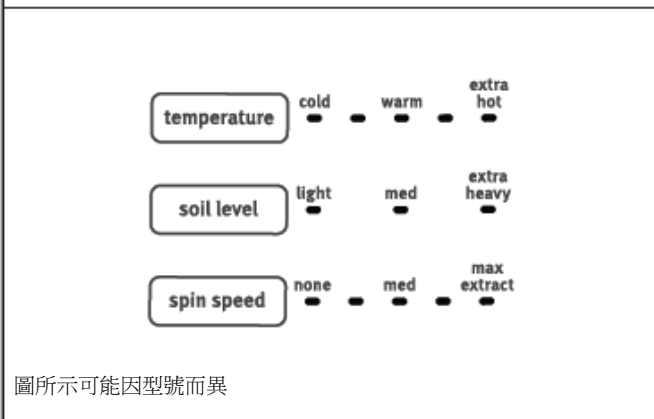 extra
temperature cold warm hot
extra
soil level light med heavy
max
spin speed none med extract
圖所示可能因型號而異